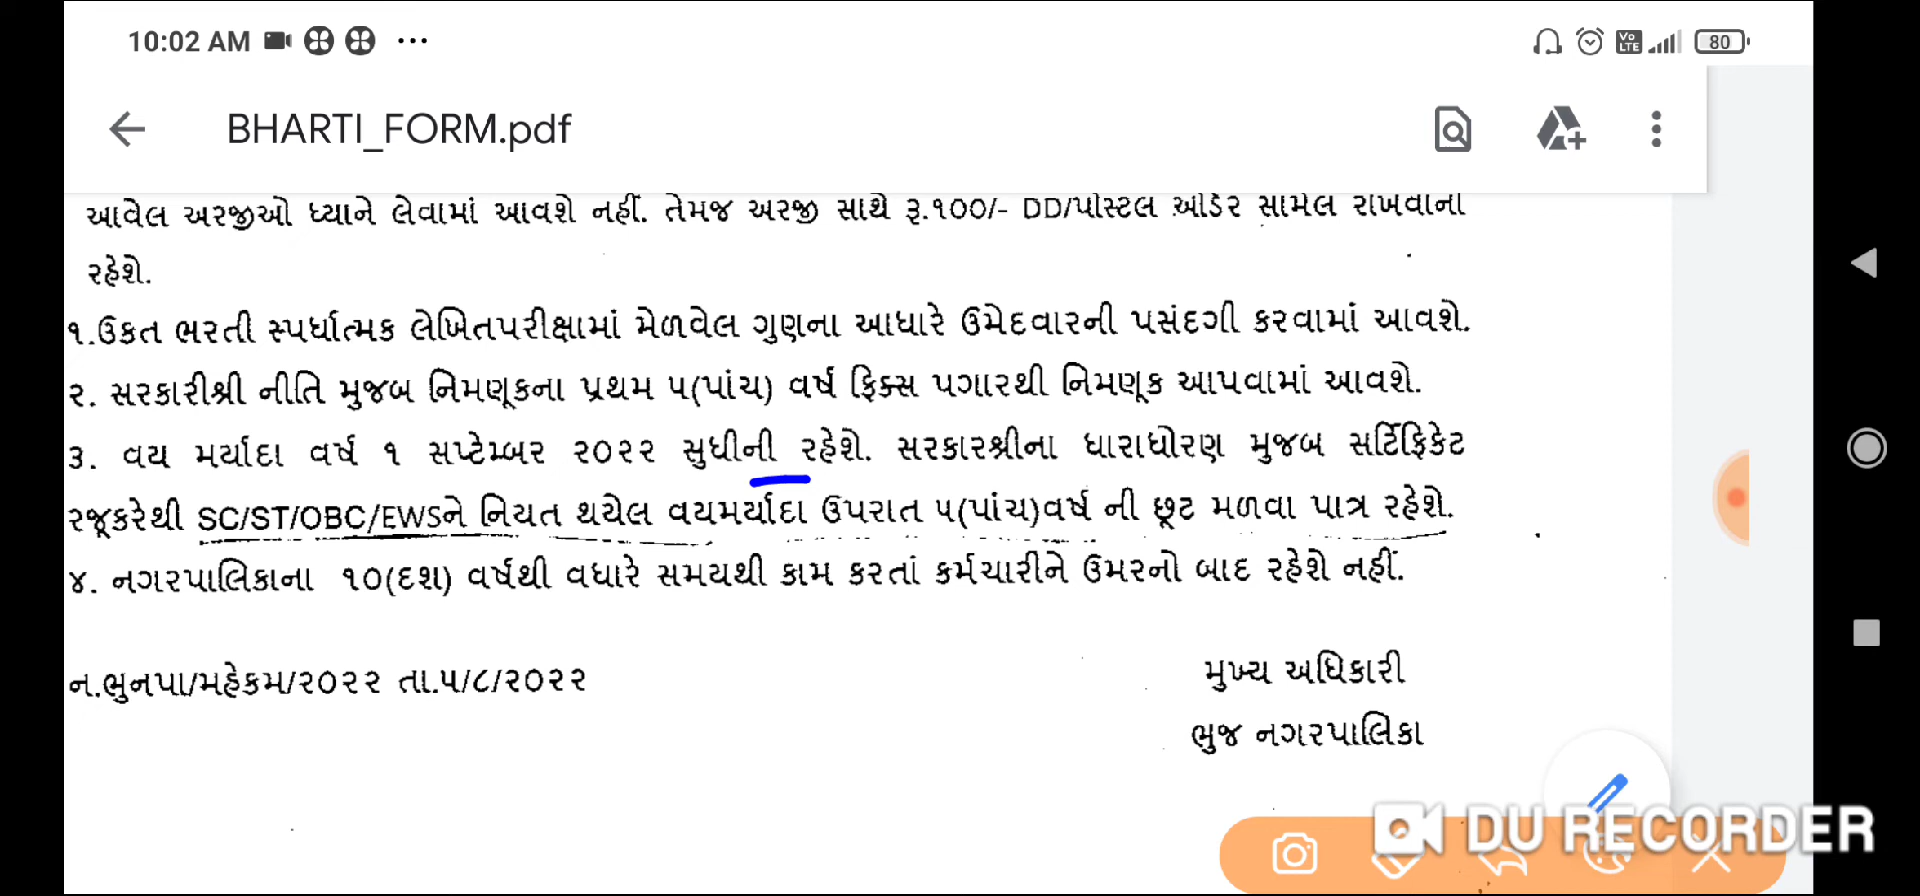 10:02 AM
80
BHARTI_FORM.pdf
આવેલ અરજીઓ ધ્યાને લેવામાં આવશે નહીં. તેમજ અરજી સાથે રૂ.૧૦૦/- DD/પોસ્ટલ ઓર્ડર સામેલ રાખવાના
રહેશે.
૧.ઉકત ભરતી સ્પર્ધાત્મક લેખિતપરીક્ષામાં મેળવેલ ગુણના આધારે ઉમેદવારની પસંદગી કરવામાં આવશે.
૨. સરકારીશ્રી નીતિ મુજબ નિમણૂકના પ્રથમ ૫(પાંચ) વર્ષ ફિક્સ પગારથી નિમણૂક આપવામાં આવશે.
૩. વય મર્યાદા વર્ષ ૧ સપ્ટેમ્બર ૨૦૨૨ સુધીની રહેશે. સરકારશ્રીના ધારાધોરણ મુજબ સર્ટિફિકેટ
રજૂકરેથી SC/ST/OBC/EWSને નિયત થયેલ વયમર્યાદા ઉપરાત ૫(પાંચ)વર્ષ ની છૂટ મળવા પાત્ર રહેશે.
૪. નગરપાલિકાના ૧૦(દશ) વર્ષથી વધારે સમયથી કામ કરતાં કર્મચારીને ઉમરનો બાદ રહેશે નહીં.
ન.ભુનપા/મહેકમ/૨૦૨૨ તા.૫/૮/૨૦૨૨
મુખ્ય અધિકારી
ભુજ નગરપાલિકા
DU RECORDER